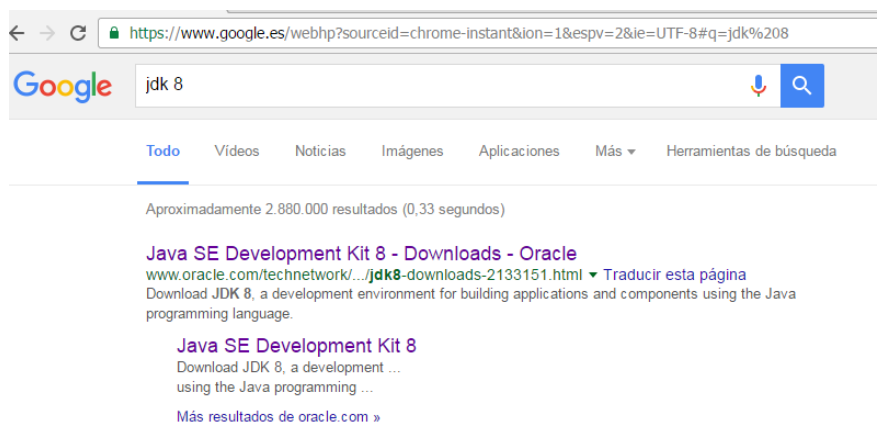 https://www.google.es/webhp?sourceid=chrome-instant&ion=1&espv=2&ie=UTF-8#q=jdk%208
Google jdk 8
Todo Vídeos Noticias Imágenes Aplicaciones Más Herramientas de búsqueda
Aproximadamente 2.880.000 resultados (0,33 segundos)
Java SE Development Kit 8 - Downloads - Oracle
www.oracle.com/technetwork/.../jdk8-downloads-2133151.html Traducir esta página
Download JDK 8, a development environment for building applications and components using the Java
programming language.
Java SE Development Kit 8
Download JDK 8, a development ...
using the Java programming ...
Más resultados de oracle.com »